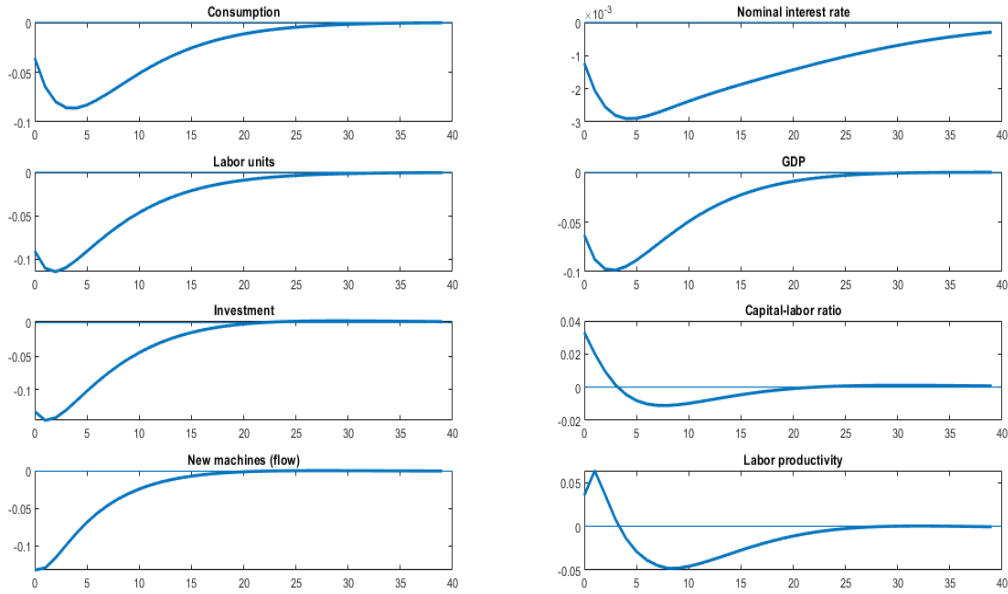 Consumption
0
-0.05
-0.1
0 5 10 15 20 25 30 35 40
Nominal interest rate
×10⁻³
0
-1
-2
-3
0 5 10 15 20 25 30 35 40
Labor units
0
-0.05
-0.1
0 5 10 15 20 25 30 35 40
GDP
0
-0.05
-0.1
0 5 10 15 20 25 30 35 40
Investment
0
-0.05
-0.1
0 5 10 15 20 25 30 35 40
Capital-labor ratio
0.04
0.02
0
-0.02
0 5 10 15 20 25 30 35 40
New machines (flow)
0
-0.05
-0.1
0 5 10 15 20 25 30 35 40
Labor productivity
0.05
0
-0.05
0 5 10 15 20 25 30 35 40